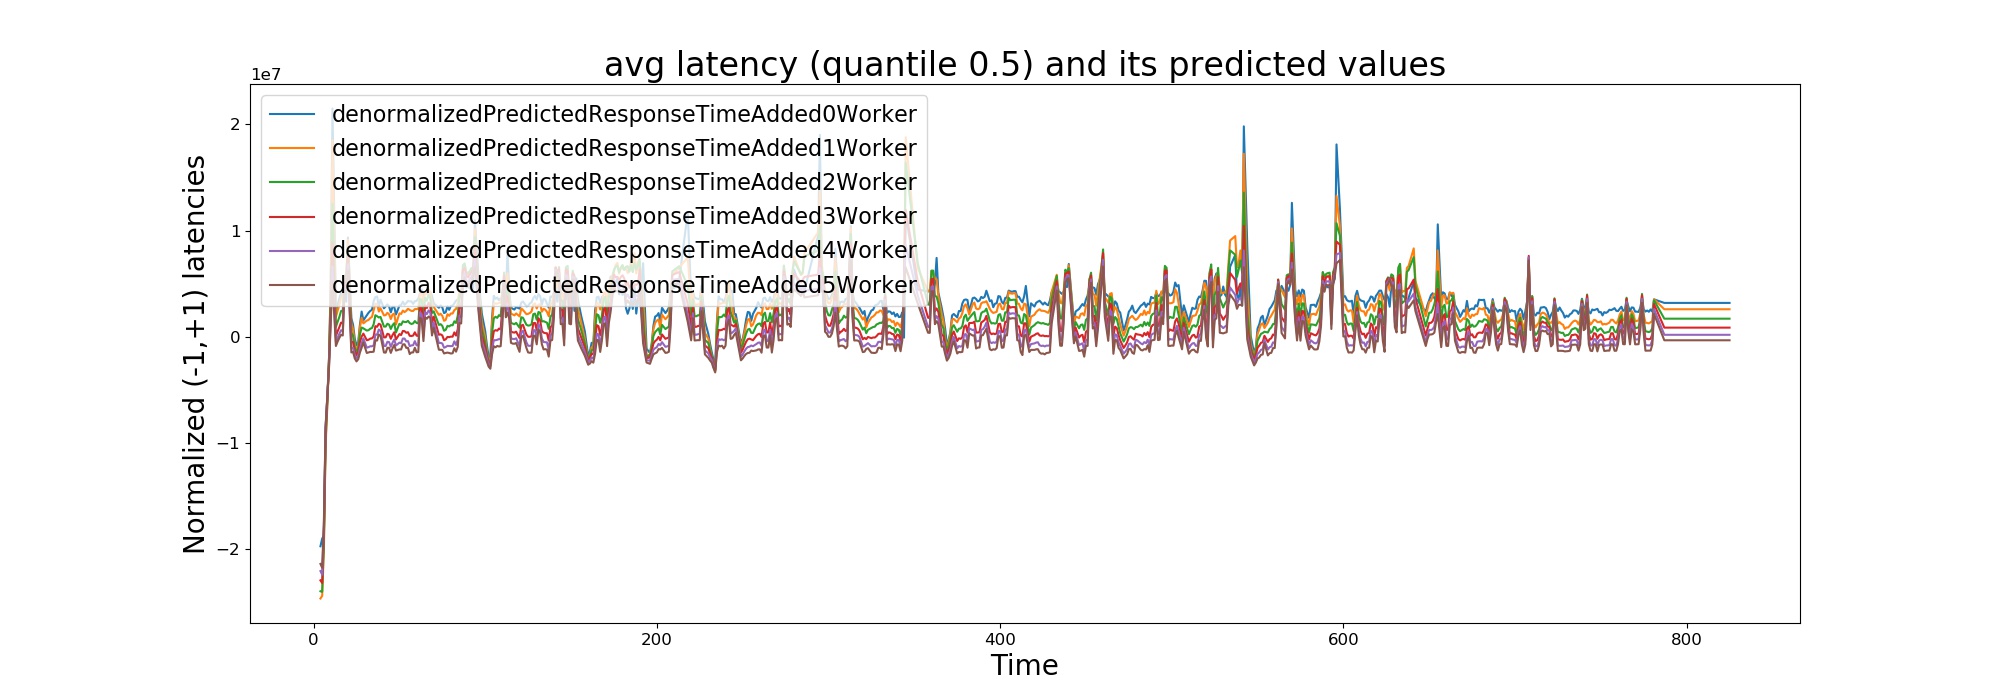 avg latency (quantile 0.5) and its predicted values
1e7
denormalizedPredictedResponseTimeAdded0Worker
denormalizedPredictedResponseTimeAdded1Worker
denormalizedPredictedResponseTimeAdded2Worker
denormalizedPredictedResponseTimeAdded3Worker
denormalizedPredictedResponseTimeAdded4Worker
denormalizedPredictedResponseTimeAdded5Worker
Normalized (-1,+1) latencies
2
1
0
−1
−2
0 200 400 600 800
Time